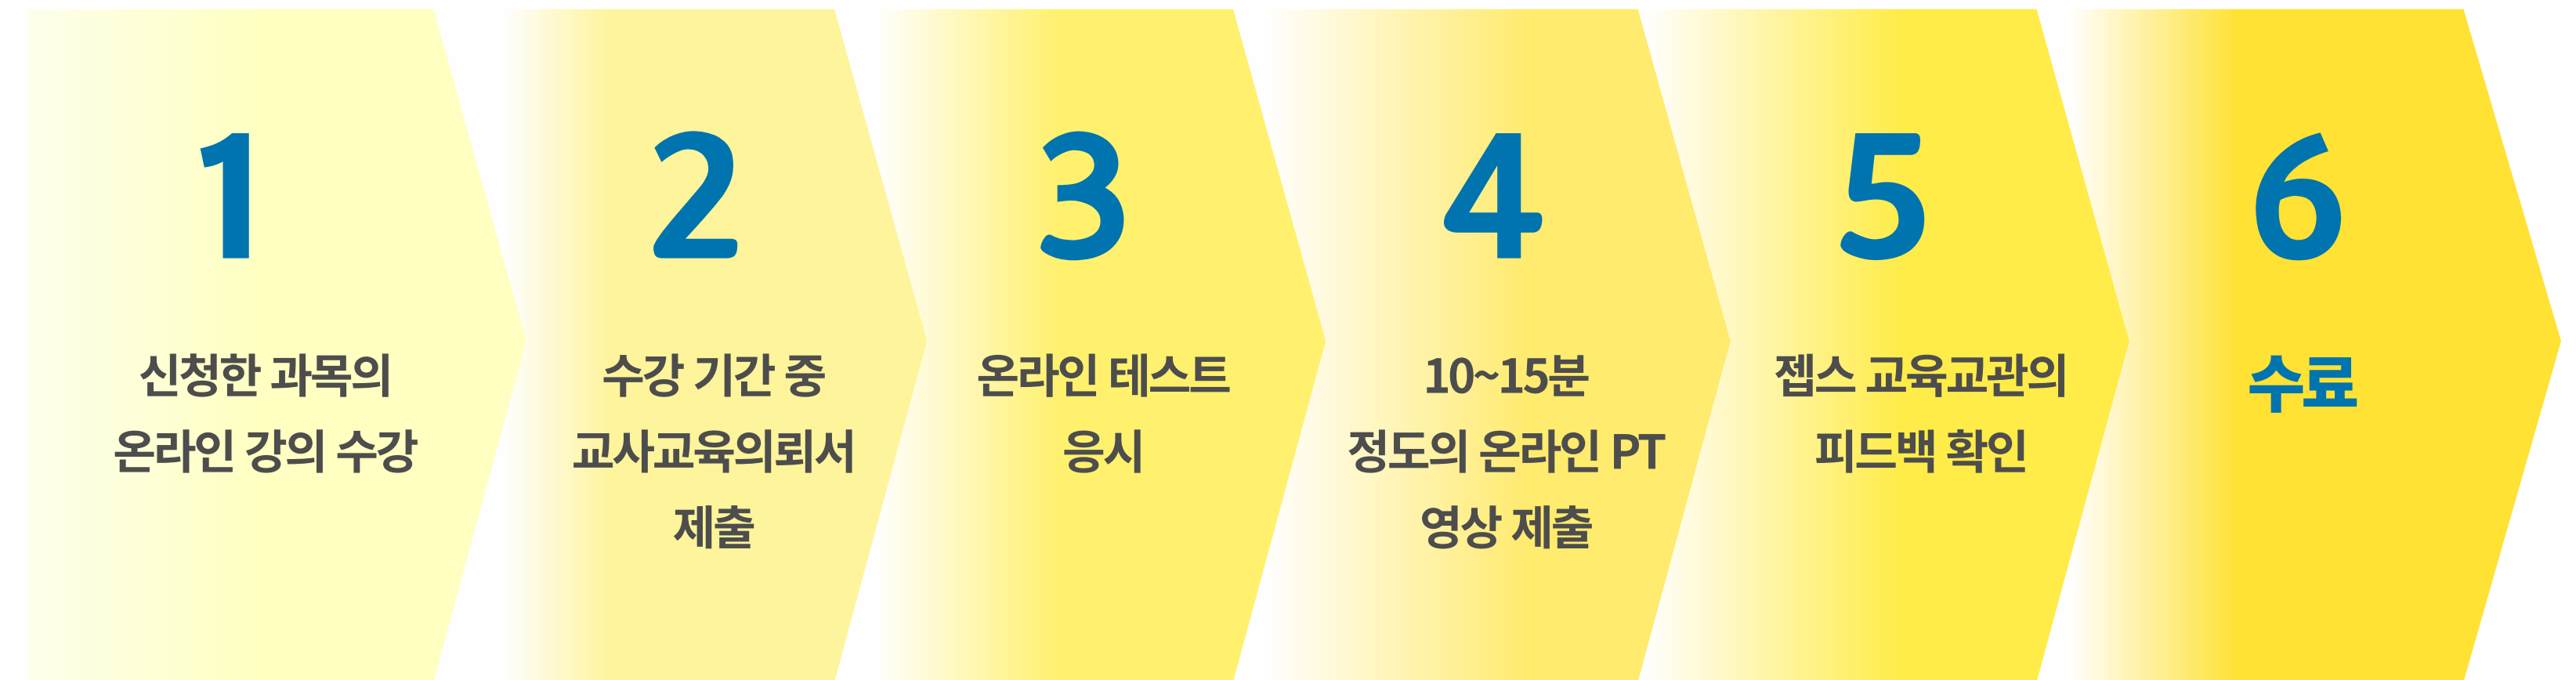 1
신청한 과목의
온라인 강의 수강
2
수강 기간 중
교사교육의뢰서
제출
3
온라인 테스트
응시
4
10~15분
정도의 온라인 PT
영상 제출
5
젭스 교육교관의
피드백 확인
6
수료